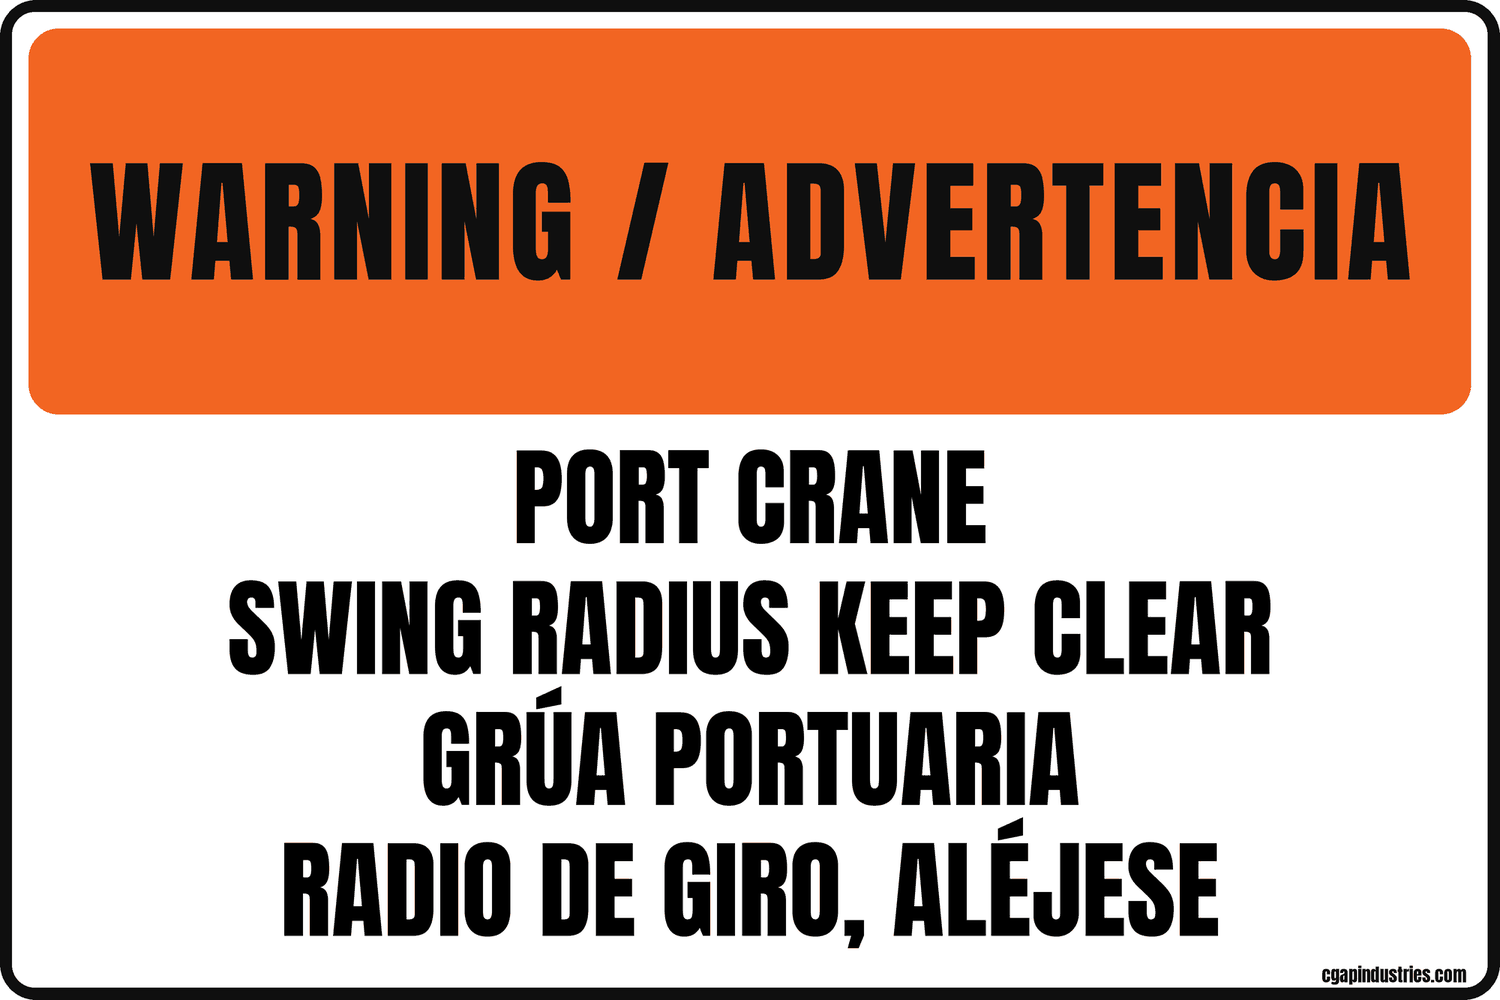 WARNING / ADVERTENCIA
PORT CRANE
SWING RADIUS KEEP CLEAR
GRÚA PORTUARIA
RADIO DE GIRO, ALÉJESE
cgapindustries.com